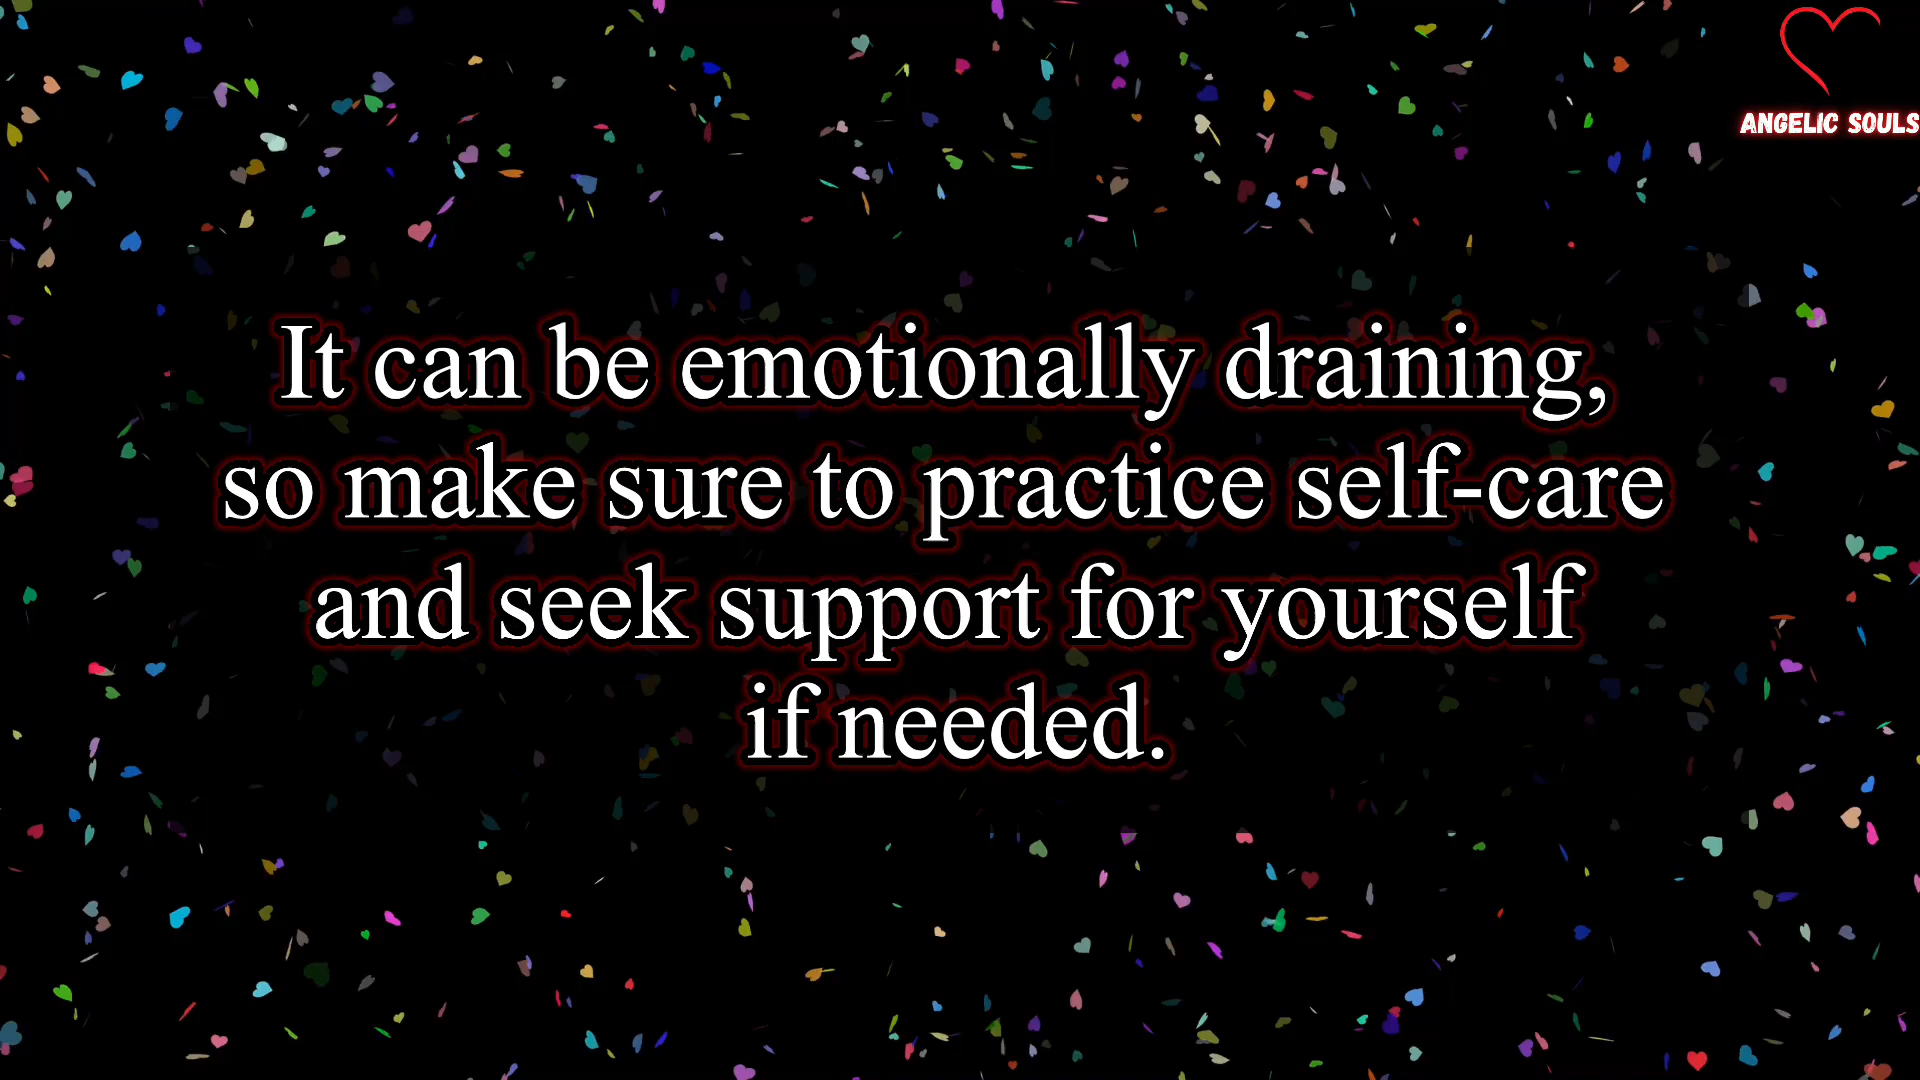 ANGELIC SOULS
It can be emotionally draining,
so make sure to practice self-care
and seek support for yourself
if needed.